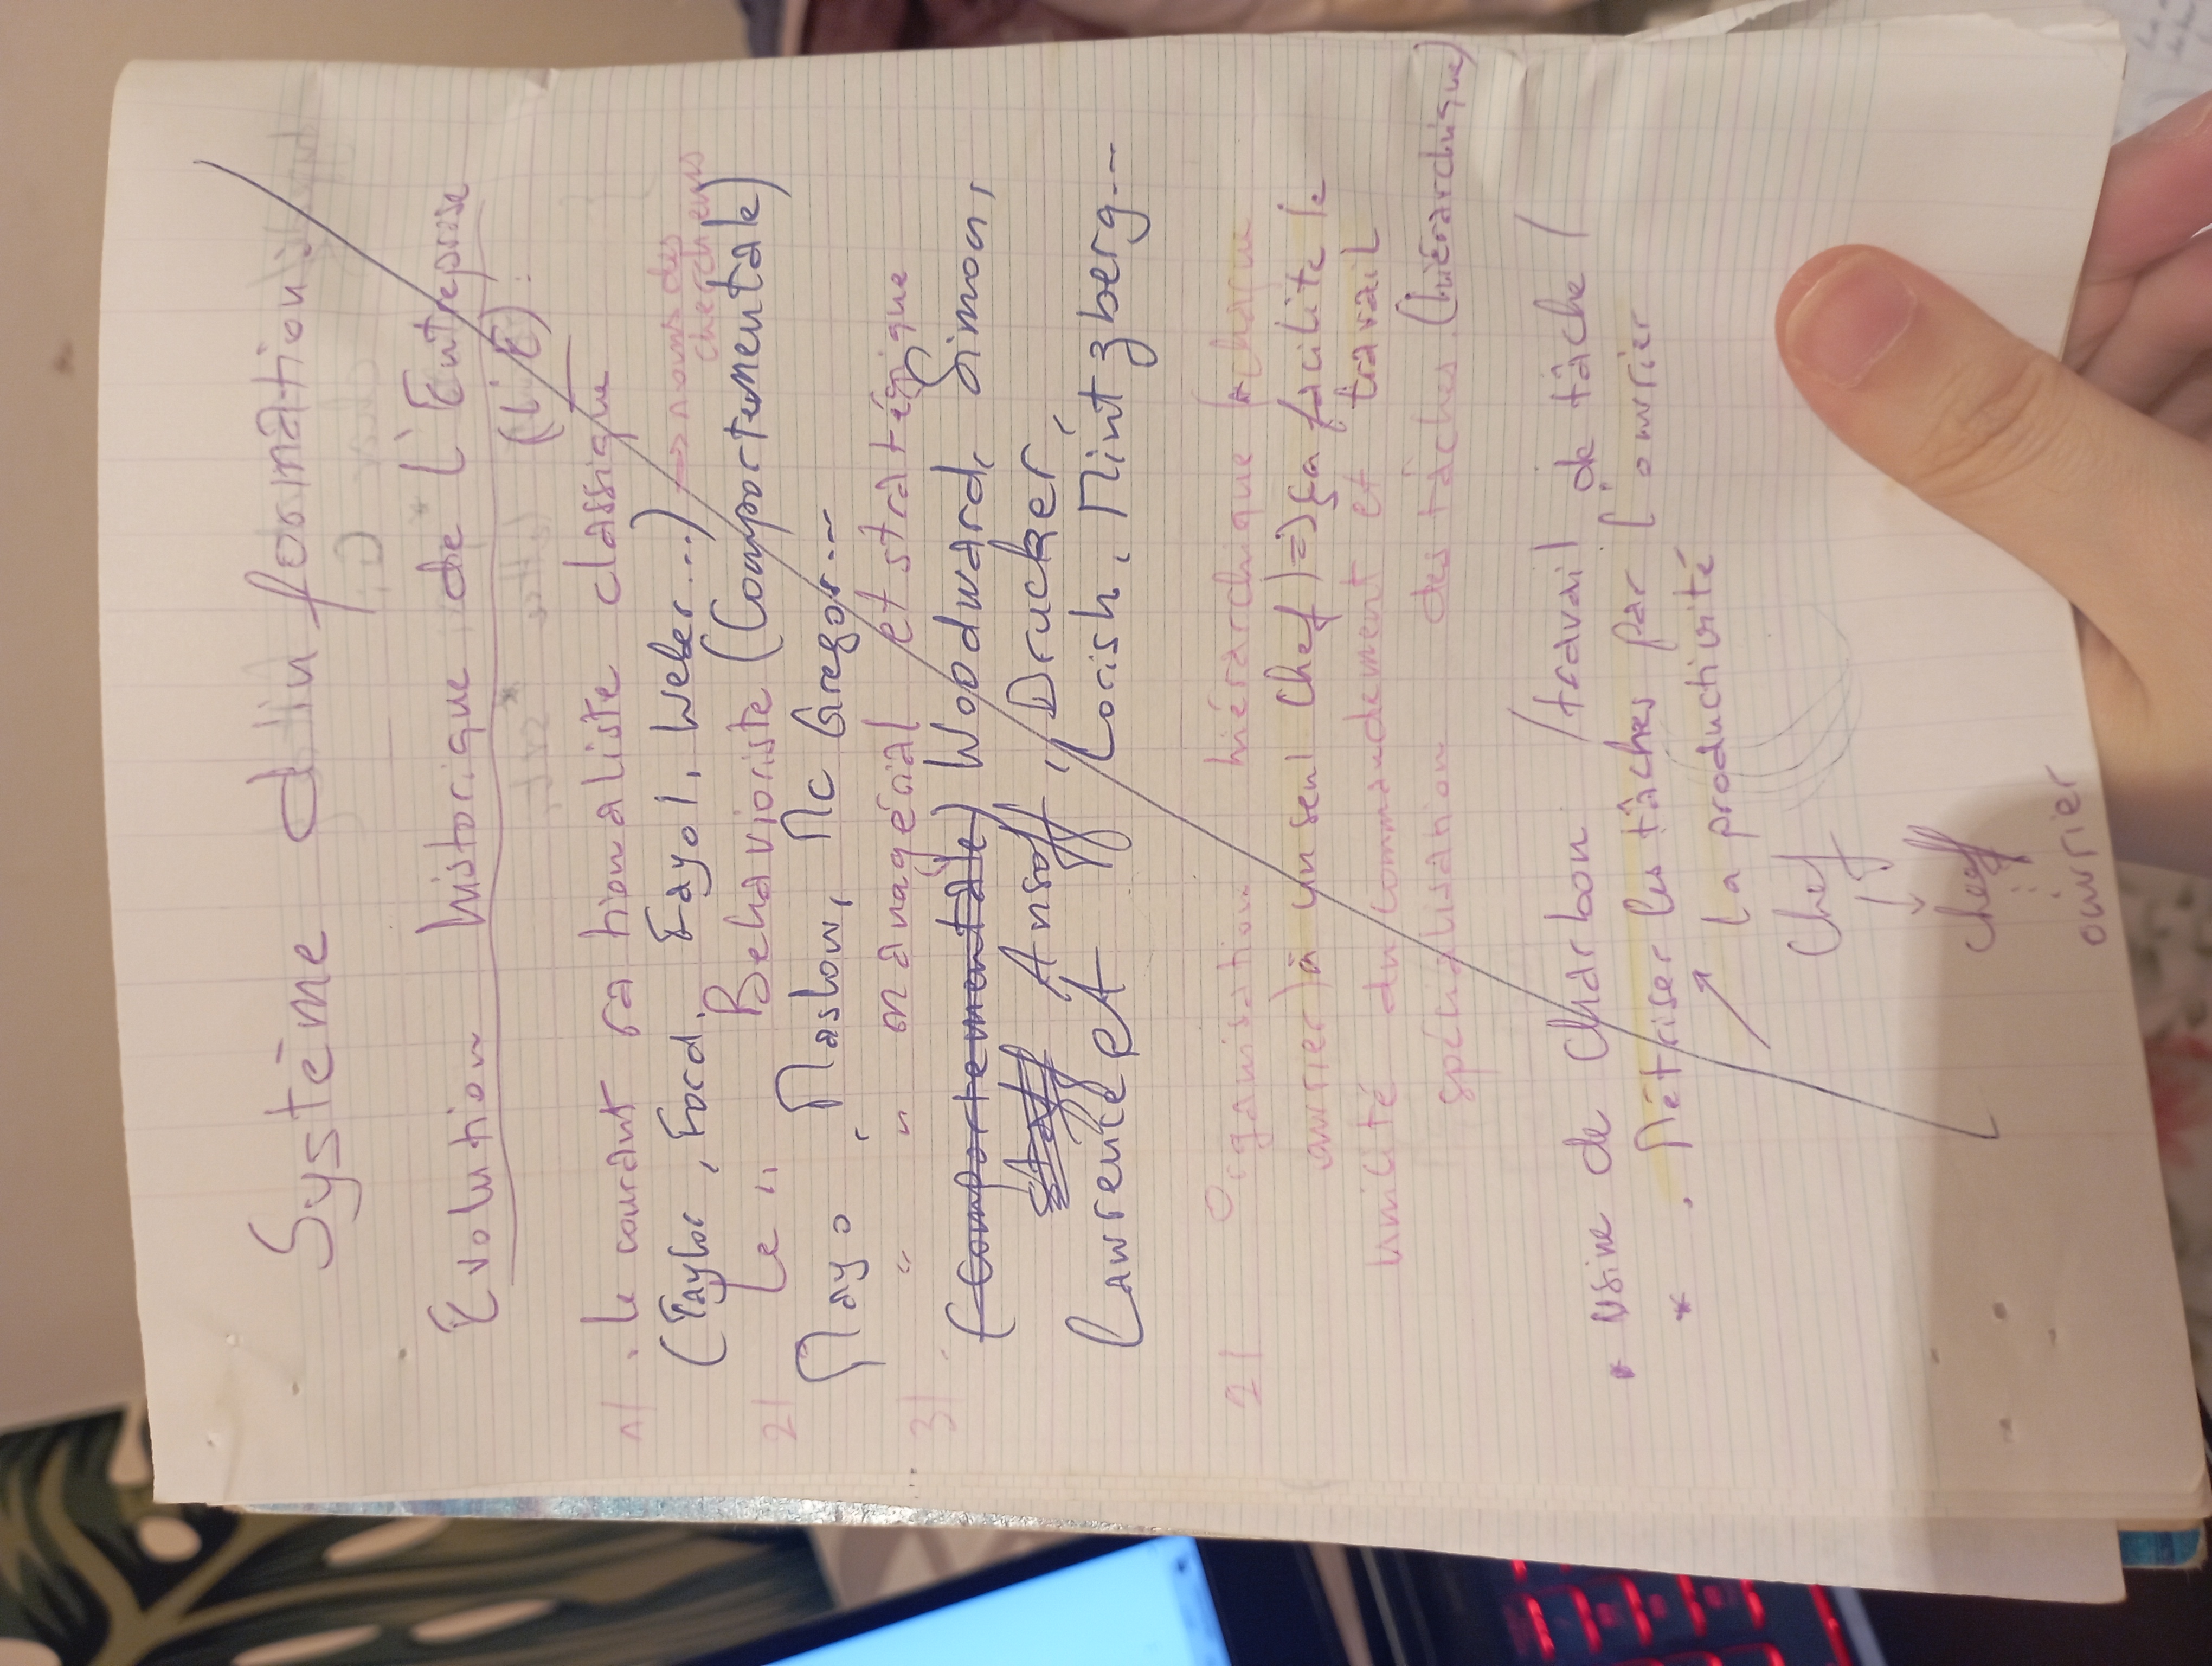 Système d'information:
Evolution historique de l'Entreprise
(L'E):
1/ . le courant rationaliste classique
(Taylor, Ford, Fayol, Weber...) → noms des
chercheurs
2/ Le " Behavioriste (Comportementale)
Mayo, Maslow, Mc Gregor...
3/ " " managérial et stratégique
(Comportementale) Woodward, Simon,
Ansoff, Drucker,
Lawrence et Lorish, Mintzberg...
2/ Organisation hiérarchique (chaque
ouvrier) à un seul Chef) => ça facilite le
unicité du commandement et travail
spécialisation des tâches (hiérarchique)
* usine de Charbon / travail de tâche /
* . Métriser les tâches par l'ouvrier
↗ la productivité
Chef
↓
cheff
⋮
ouvrier